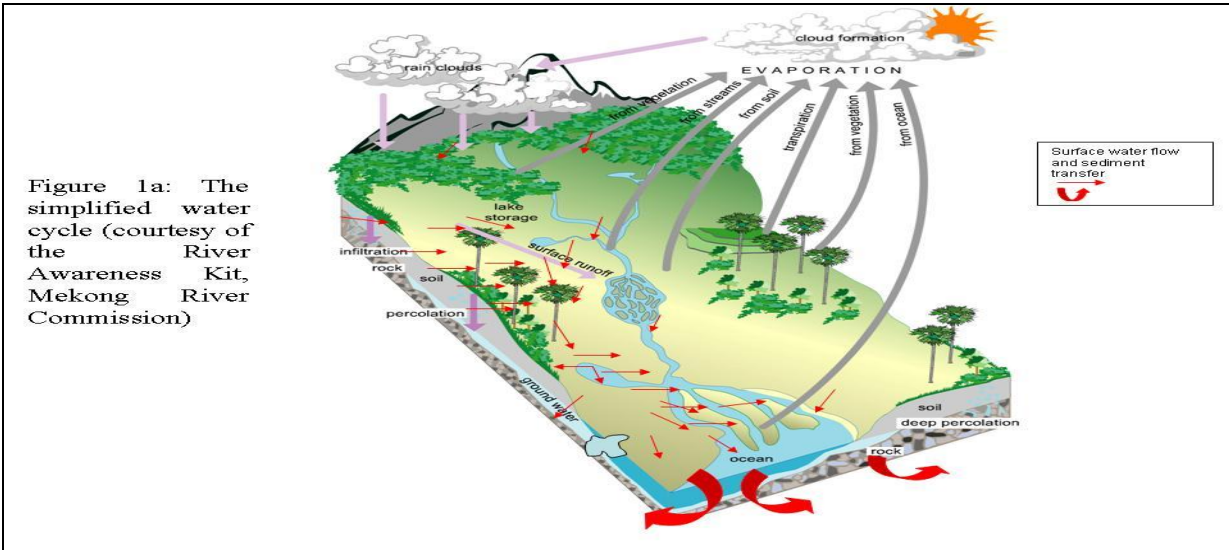 cloud formation
rain clouds
EVAPORATION
from vegetation
from streams
from soil
transpiration
from vegetation
from ocean
Surface water flow
and sediment
transfer
Figure 1a: The
simplified water
cycle (courtesy of
the River
Awareness Kit,
Mekong River
Commission)
lake
storage
surface runoff
infiltration
rock
soil
percolation
ground water
soil
deep percolation
rock
ocean